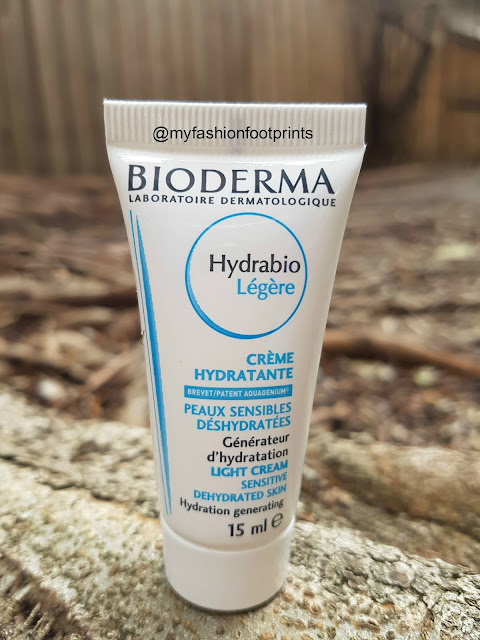 @myfashionfootprints
BIODERMA
LABORATOIRE DERMATOLOGIQUE
Hydrabio
Légère
CRÈME
HYDRATANTE
BREVET/PATENT AQUAGENIUM®
PEAUX SENSIBLES
DÉSHYDRATÉES
Générateur
d'hydratation
LIGHT CREAM
SENSITIVE
DEHYDRATED SKIN
Hydration generating
15 ml ℮